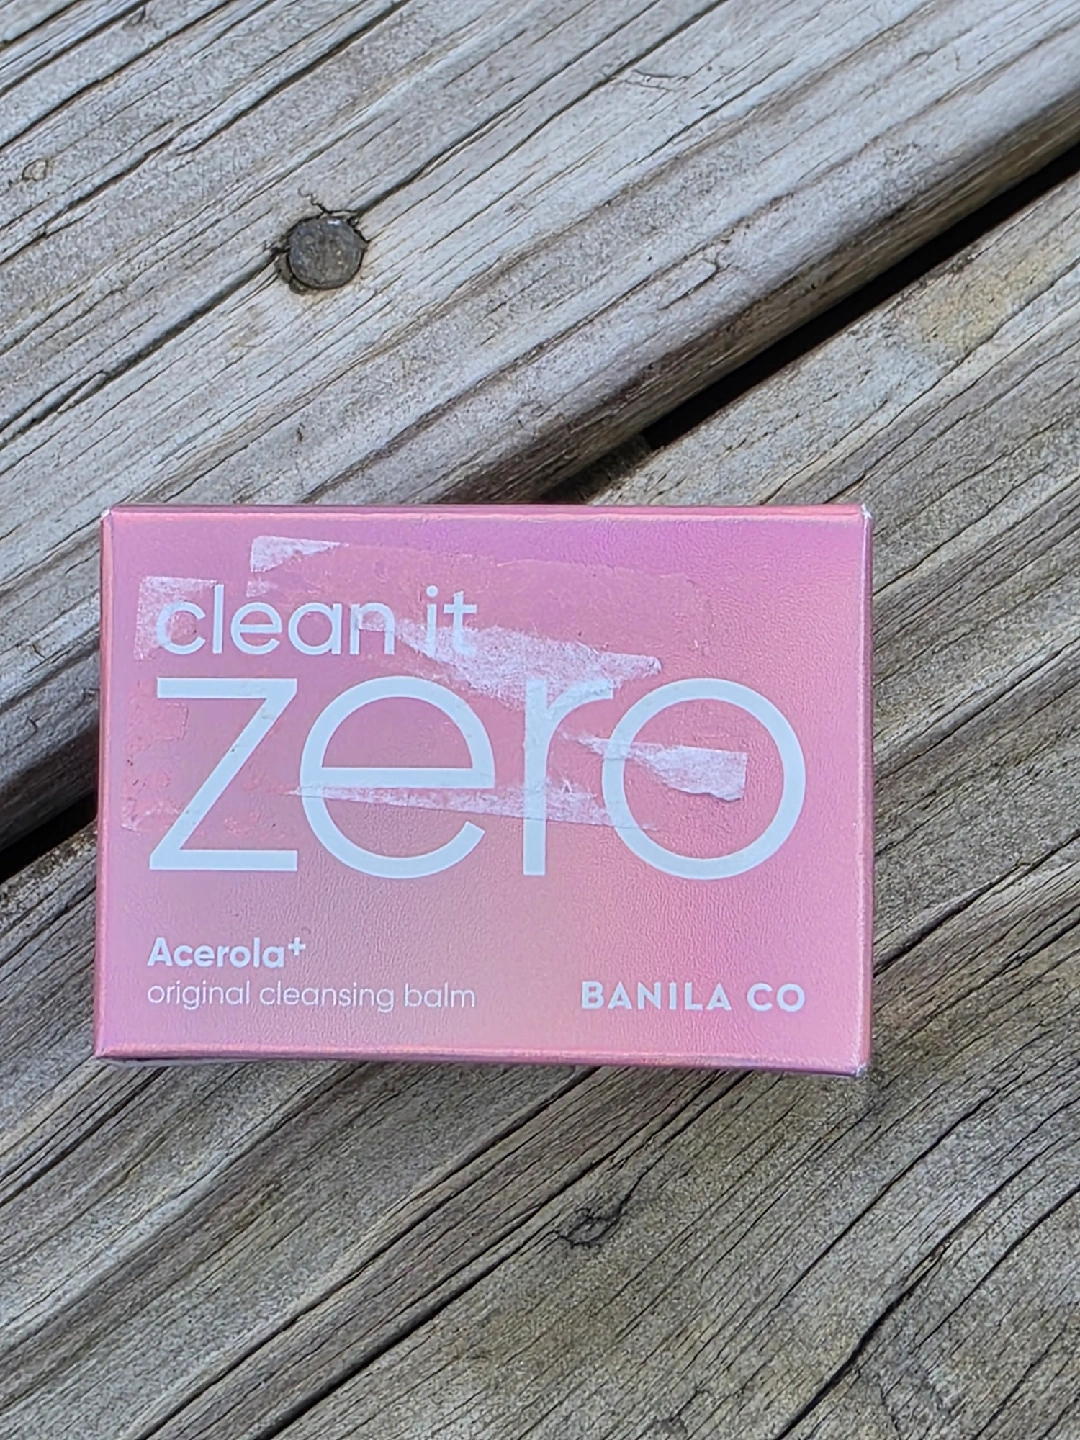 clean it
zero
Acerola+
original cleansing balm
BANILA CO